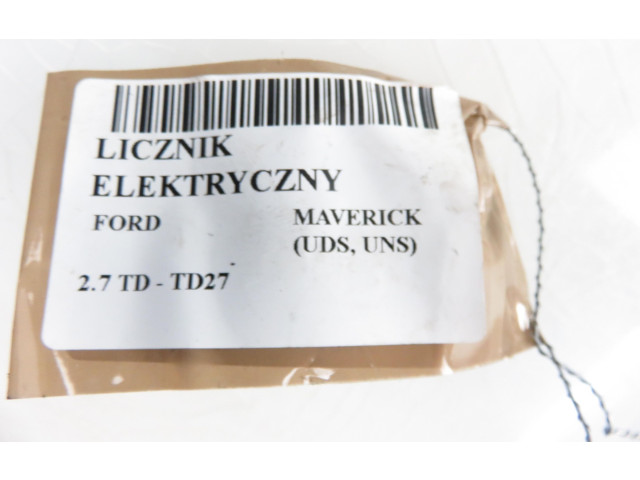 LICZNIK
ELEKTRYCZNY
FORD MAVERICK
(UDS, UNS)
2.7 TD - TD27